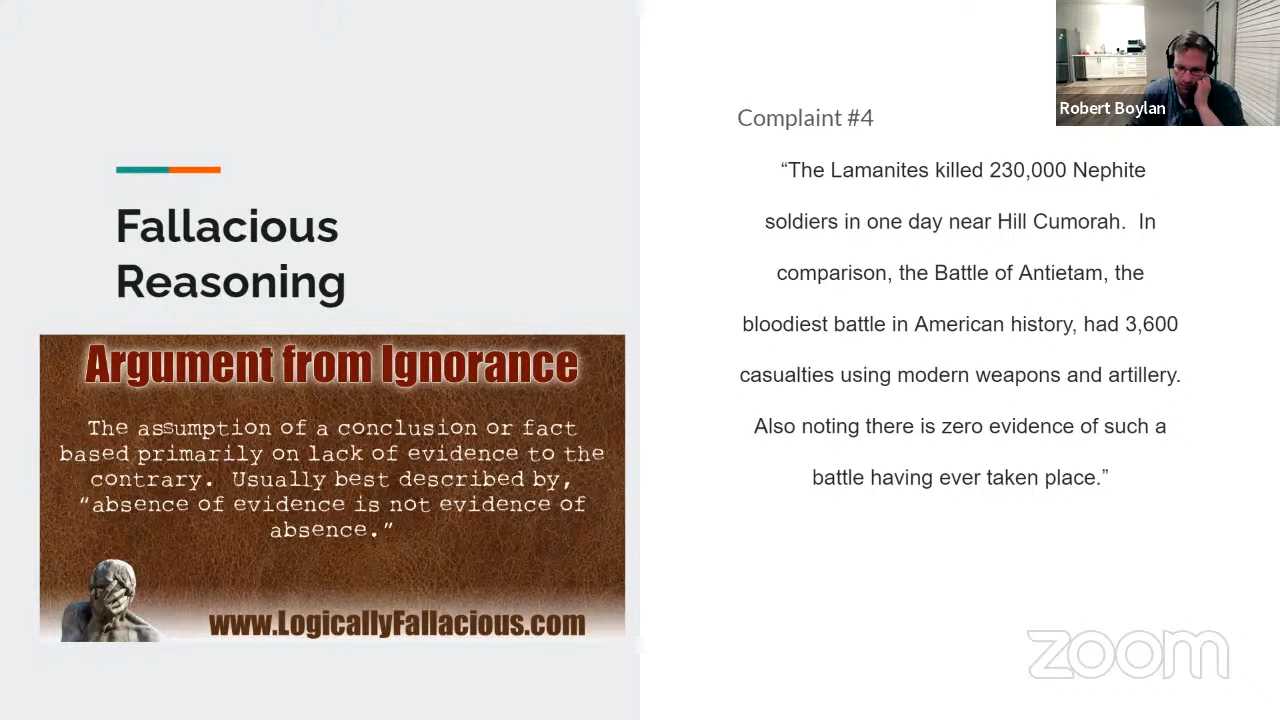 Fallacious
Reasoning
Argument from Ignorance
The assumption of a conclusion or fact
based primarily on lack of evidence to the
contrary.  Usually best described by,
“absence of evidence is not evidence of
absence.”
www.LogicallyFallacious.com
Robert Boylan
Complaint #4
“The Lamanites killed 230,000 Nephite
soldiers in one day near Hill Cumorah.  In
comparison, the Battle of Antietam, the
bloodiest battle in American history, had 3,600
casualties using modern weapons and artillery.
Also noting there is zero evidence of such a
battle having ever taken place.”
zoom